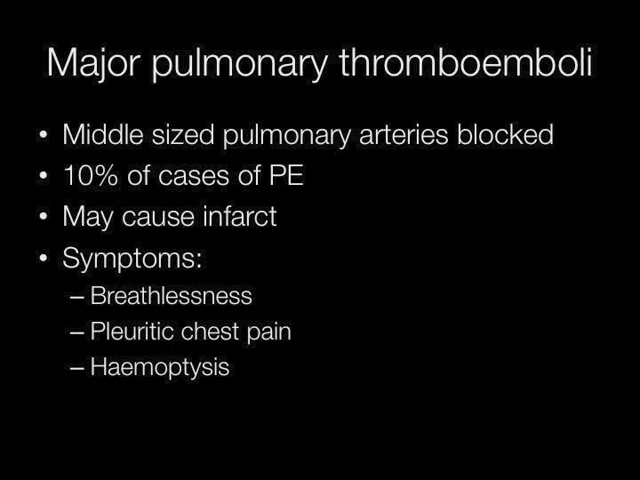 Major pulmonary thromboemboli
• Middle sized pulmonary arteries blocked
• 10% of cases of PE
• May cause infarct
• Symptoms:
– Breathlessness
– Pleuritic chest pain
– Haemoptysis